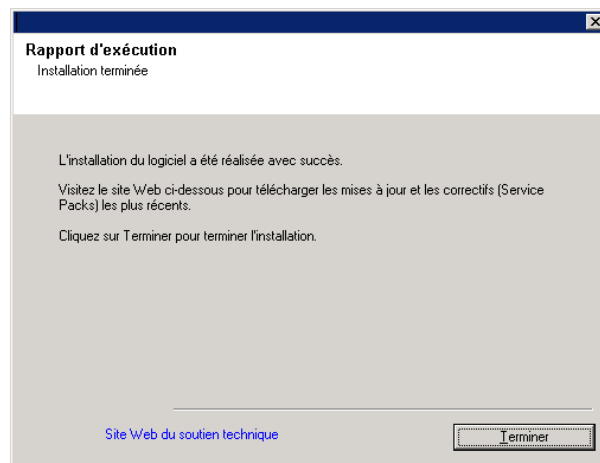 Rapport d'exécution
Installation terminée
L'installation du logiciel a été réalisée avec succès.
Visitez le site Web ci-dessous pour télécharger les mises à jour et les correctifs (Service
Packs) les plus récents.
Cliquez sur Terminer pour terminer l'installation.
Site Web du soutien technique
Terminer